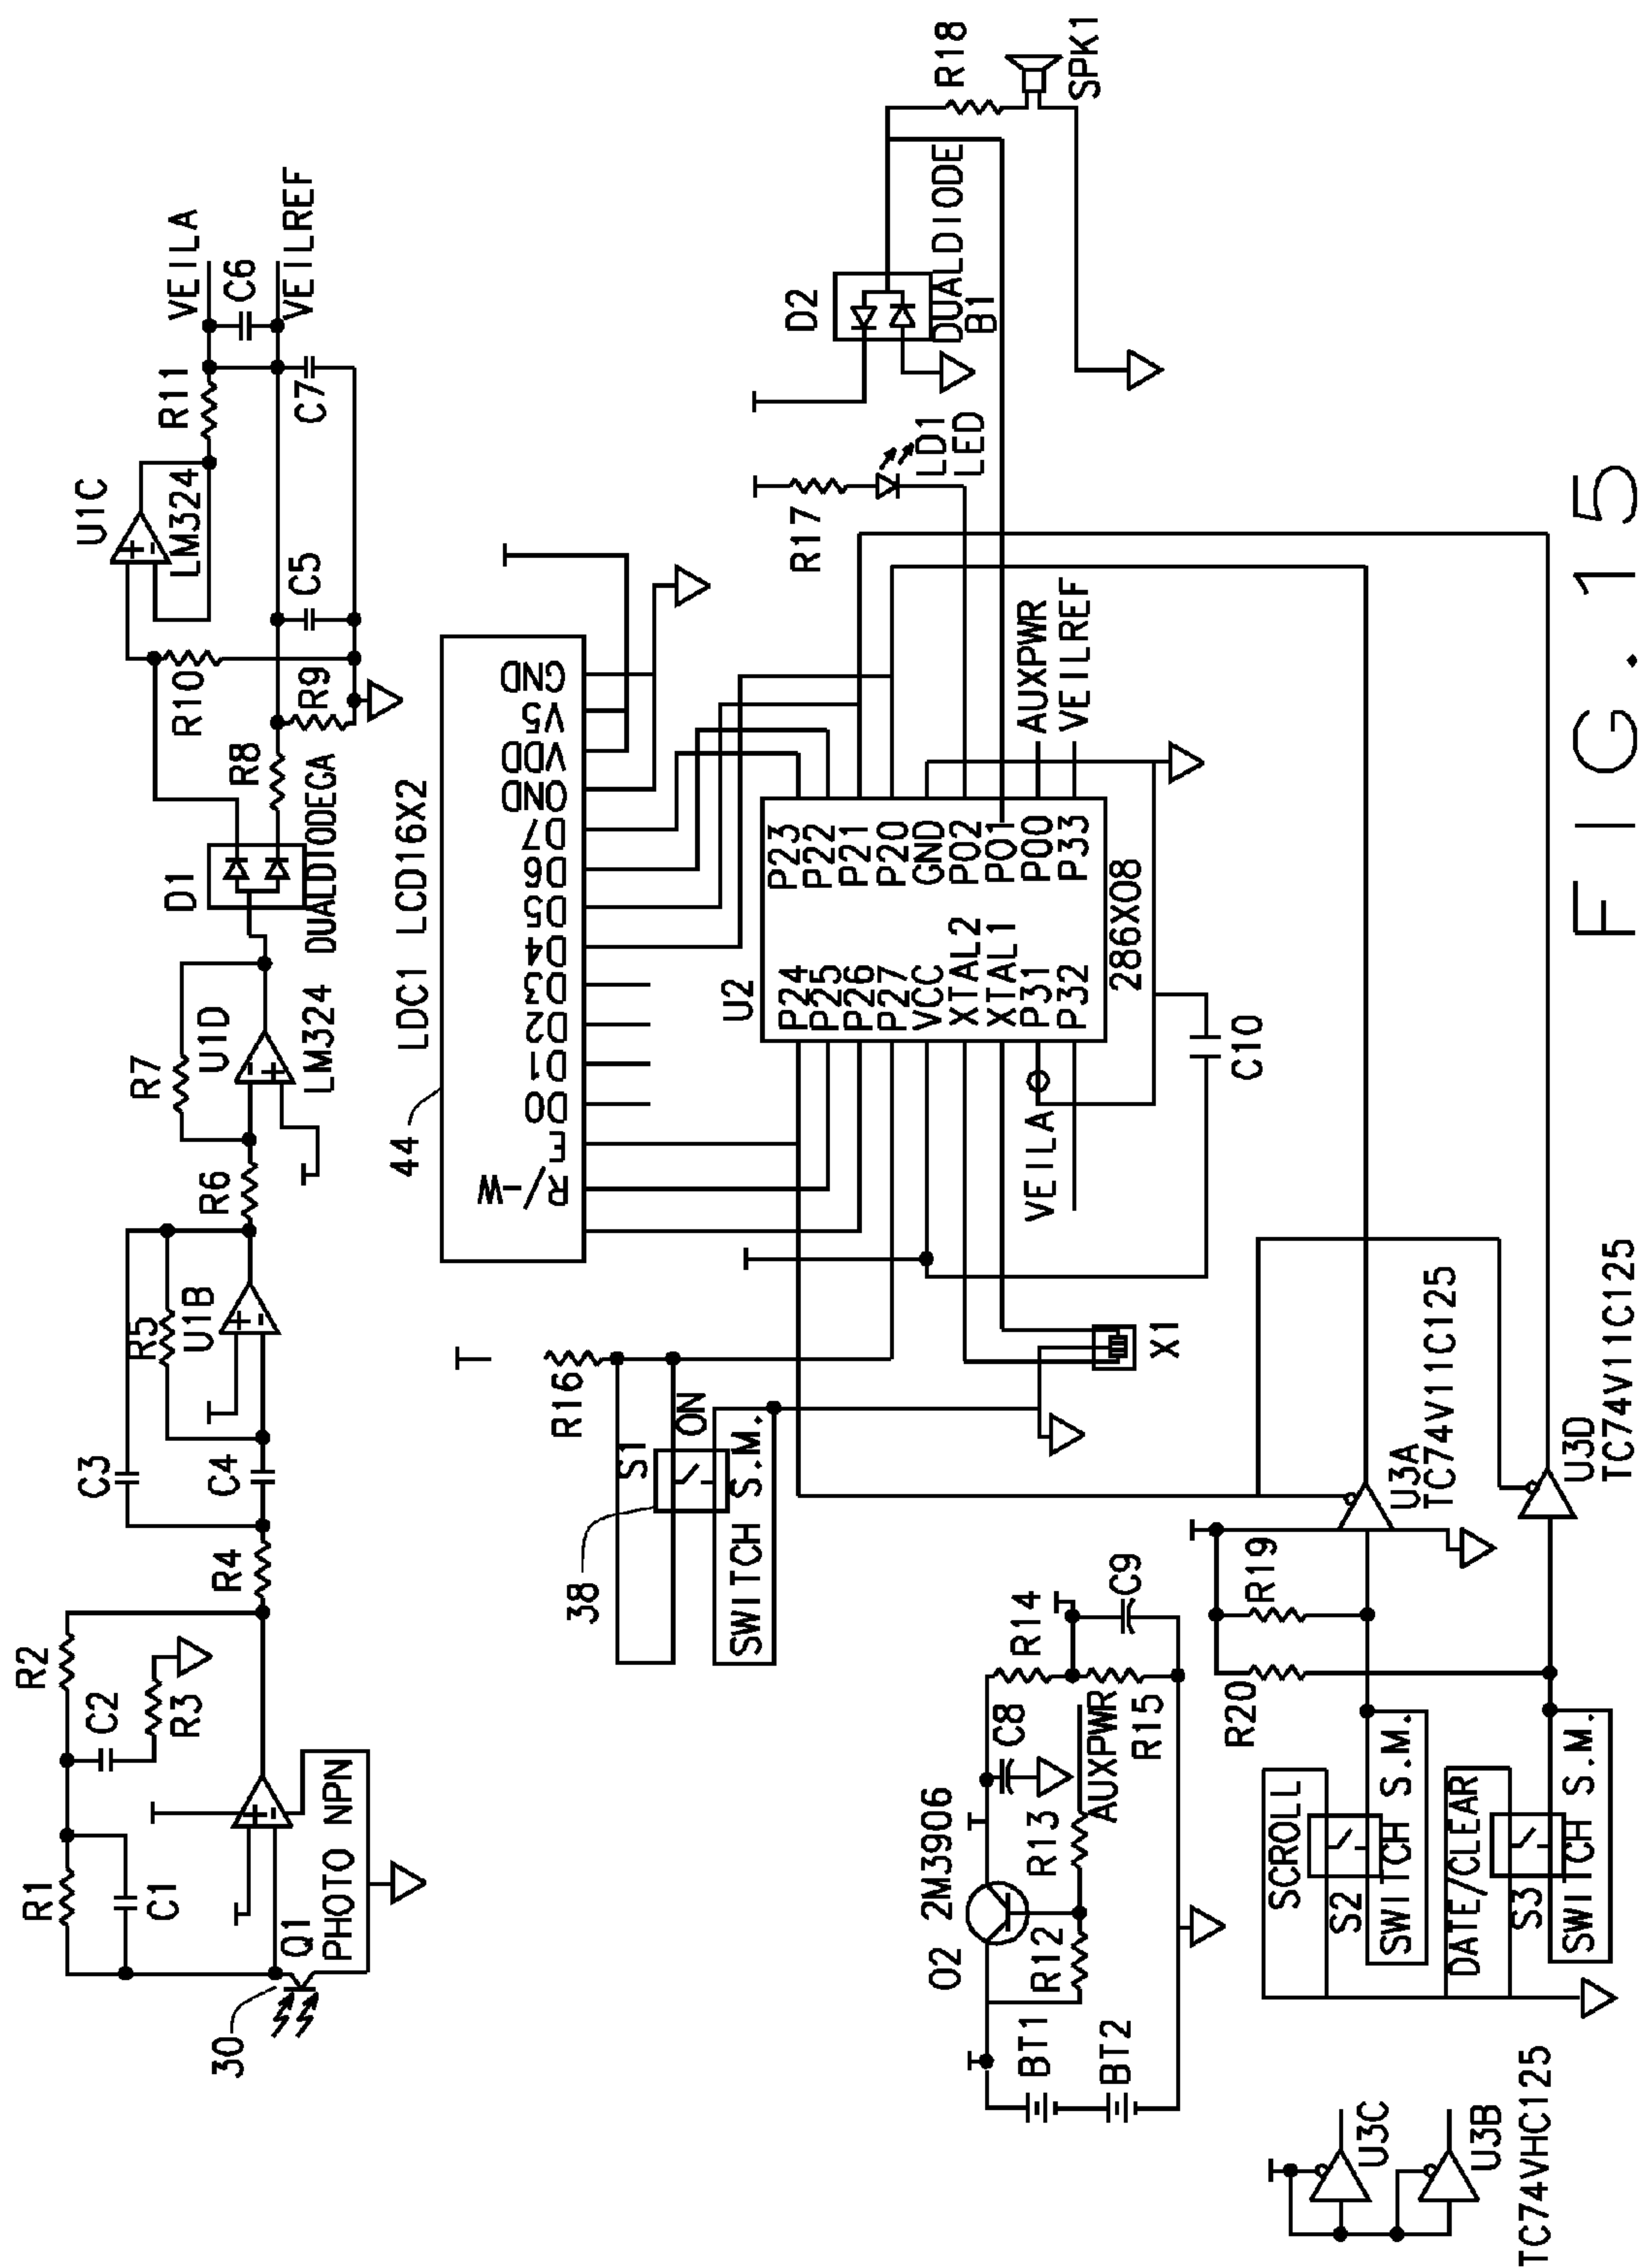 R1
C1
R2
C2
R3
30
Q1
PHOTO NPN
R4
C3
C4
R5
U1B
R6
R7
U1D
LM324
D1
DUALDIODEGA
R8
R9
R10
U1C
LM324
C5
R11
C7
VEILA
C6
VEILREF
44
LDC1 LCD16X2
R/-W
E
D0
D1
D2
D3
D4
D5
D6
D7
GND
VDD
V5
GND
R16
38
S1
ON
SWITCH S.M.
U2
P24
P25
P26
P27
VCC
XTAL2
XTAL1
P31
P32
P23
P22
P21
P20
GND
P02
P01
P00
P33
286X08
VEILA
C10
X1
AUXPWR
VEILREF
R17
LD1
LED
D2
DUALDIODE
B1
R18
SPK1
BT1
BT2
O2
2M3906
R12
R13
C8
AUXPWR
R14
R15
C9
SCROLL
S2
SWITCH S.M.
DATE/CLEAR
S3
SWITCH S.M.
R20
R19
U3A
TC74V11C125
U3D
TC74V11C125
U3C
U3B
TC74VHC125
FIG.15